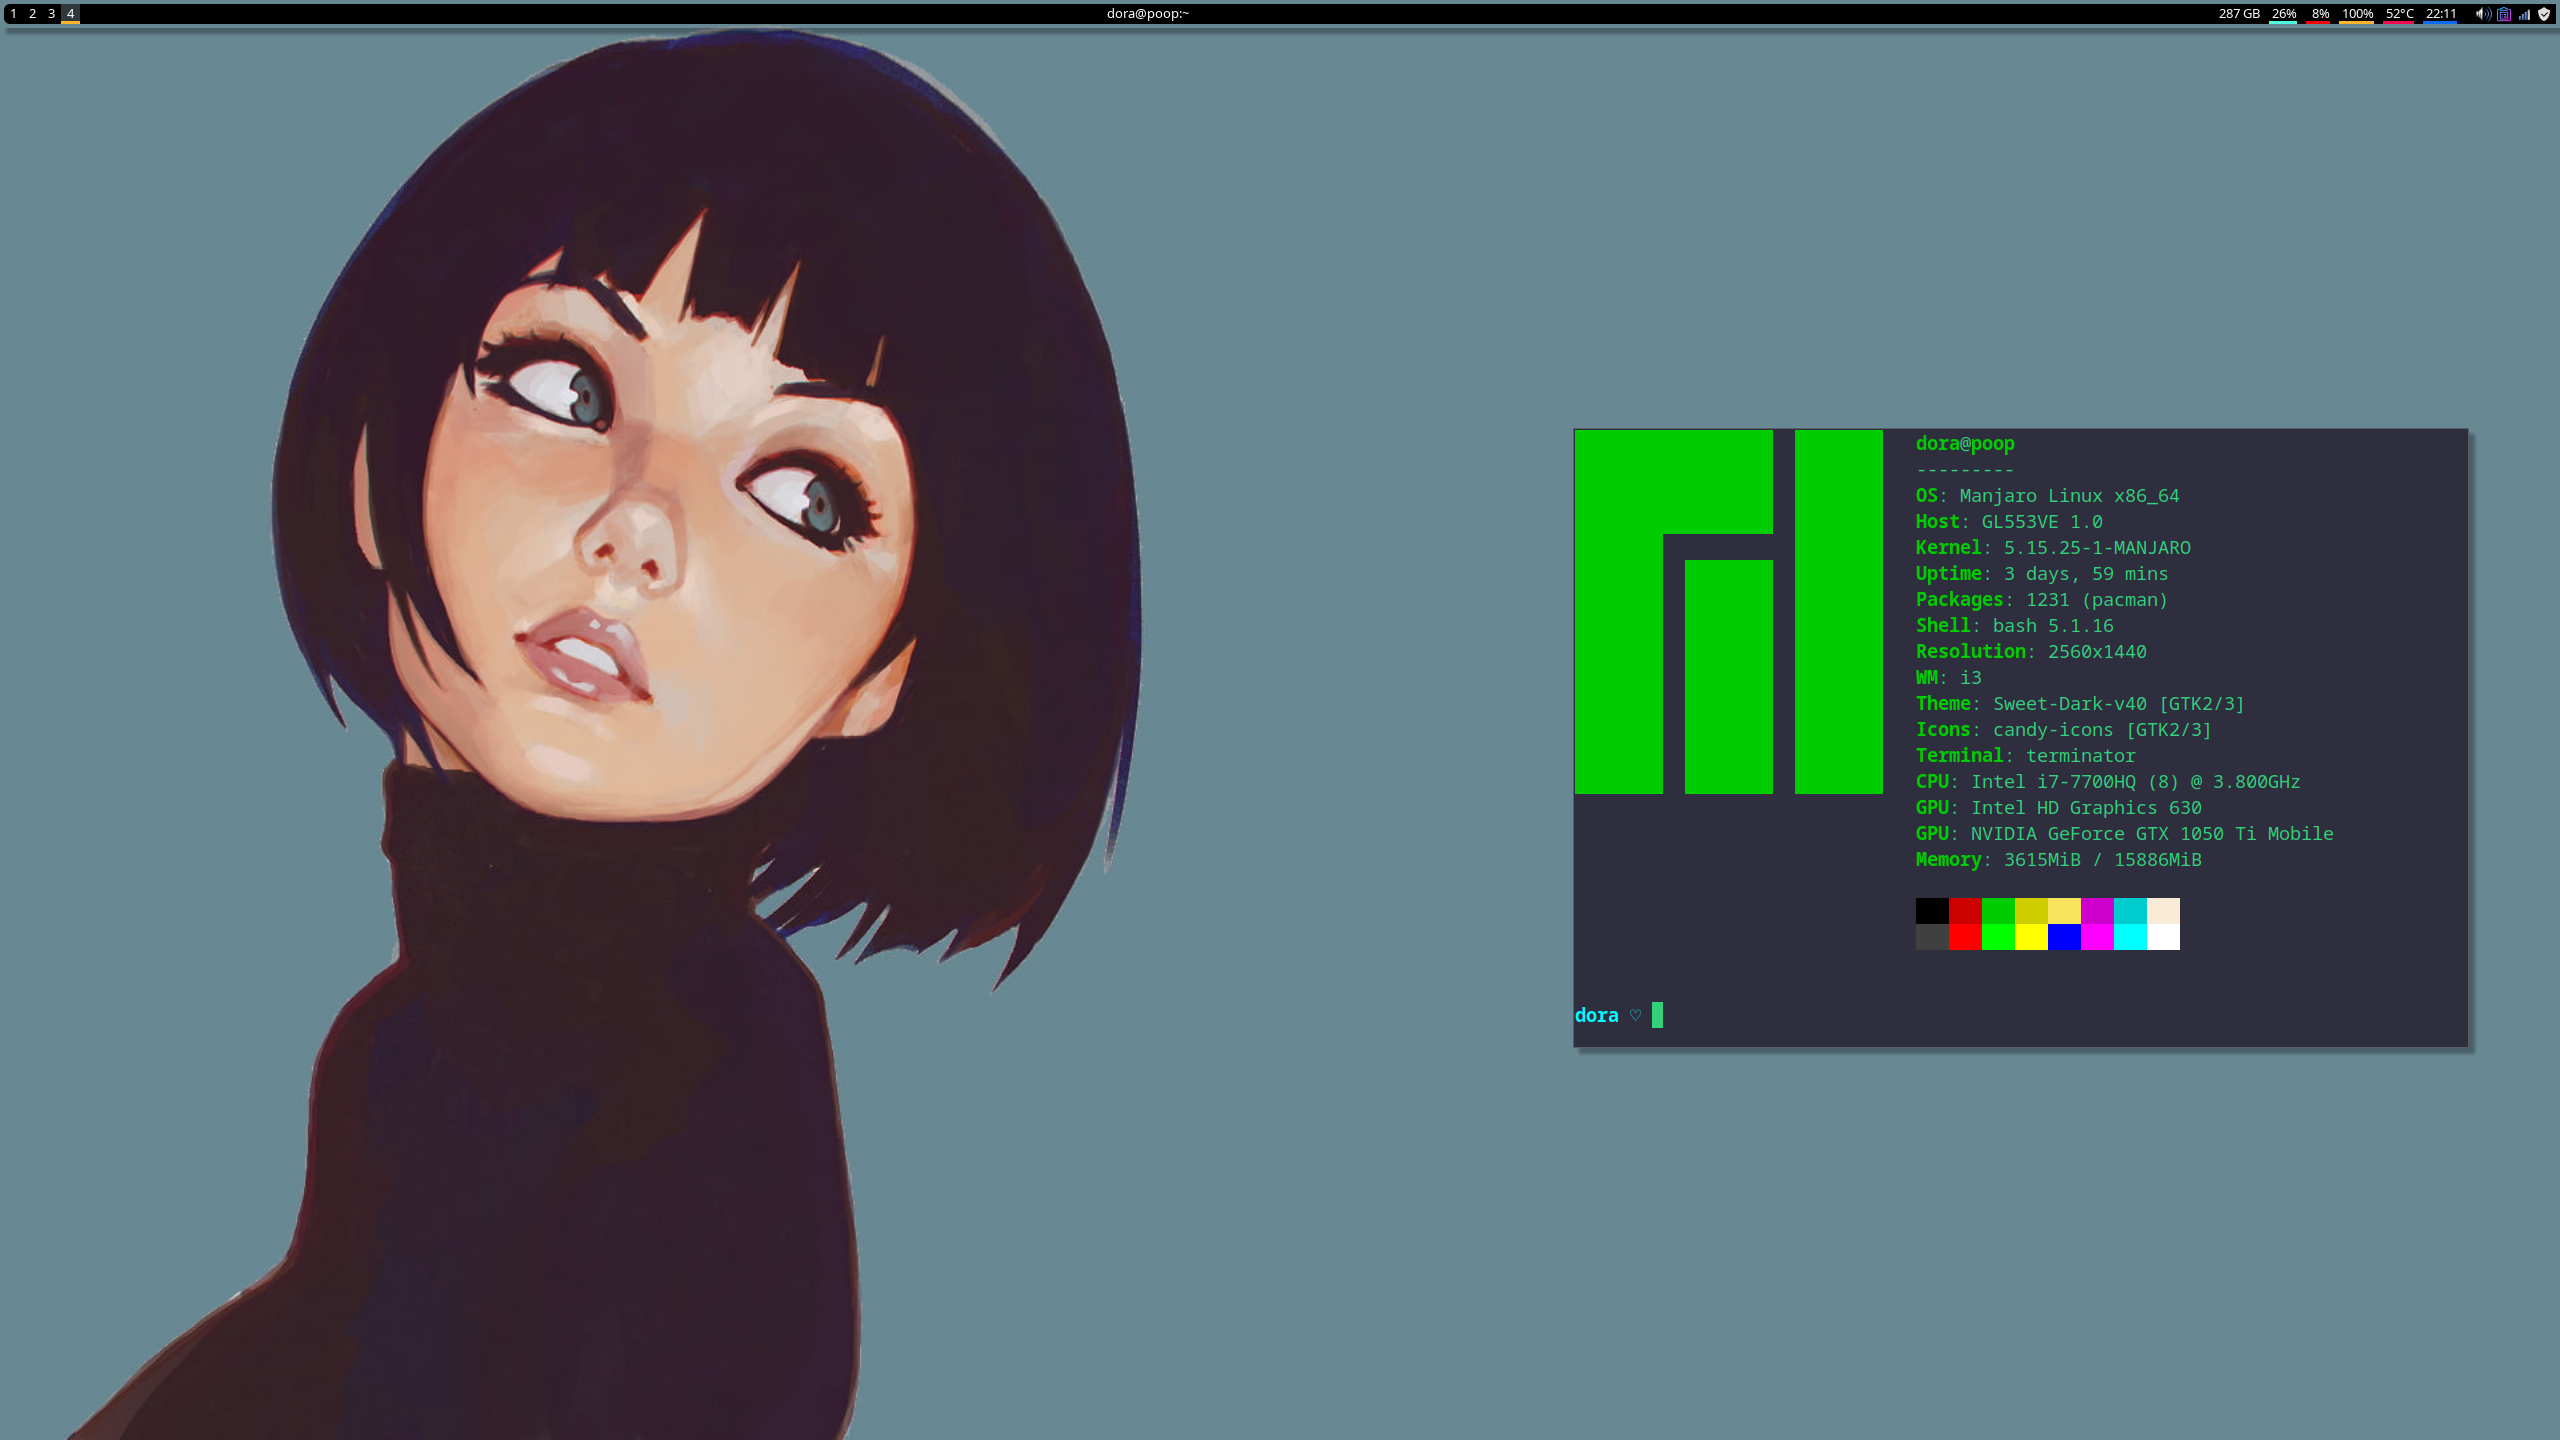 1 2 3 4 dora@poop:~ 287 GB 26% 8% 100% 52°C 22:11
dora@poop
---------
OS: Manjaro Linux x86_64
Host: GL553VE 1.0
Kernel: 5.15.25-1-MANJARO
Uptime: 3 days, 59 mins
Packages: 1231 (pacman)
Shell: bash 5.1.16
Resolution: 2560x1440
WM: i3
Theme: Sweet-Dark-v40 [GTK2/3]
Icons: candy-icons [GTK2/3]
Terminal: terminator
CPU: Intel i7-7700HQ (8) @ 3.800GHz
GPU: Intel HD Graphics 630
GPU: NVIDIA GeForce GTX 1050 Ti Mobile
Memory: 3615MiB / 15886MiB
dora ♡